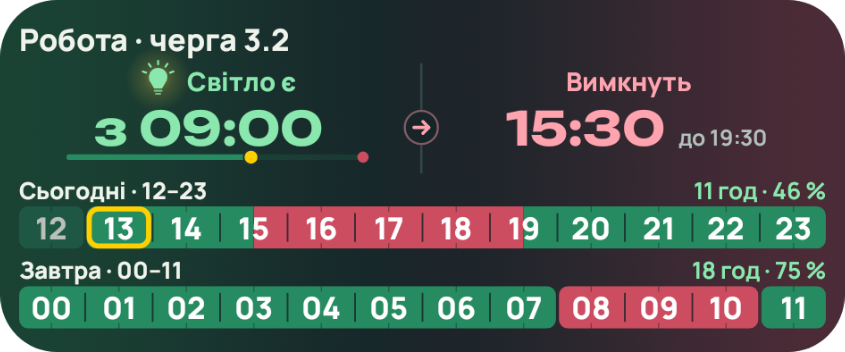 Робота · черга 3.2
Світло є
з 09:00
Вимкнуть
15:30 до 19:30
Сьогодні · 12–23 11 год · 46 %
12 13 14 15 16 17 18 19 20 21 22 23
Завтра · 00–11 18 год · 75 %
00 01 02 03 04 05 06 07 08 09 10 11